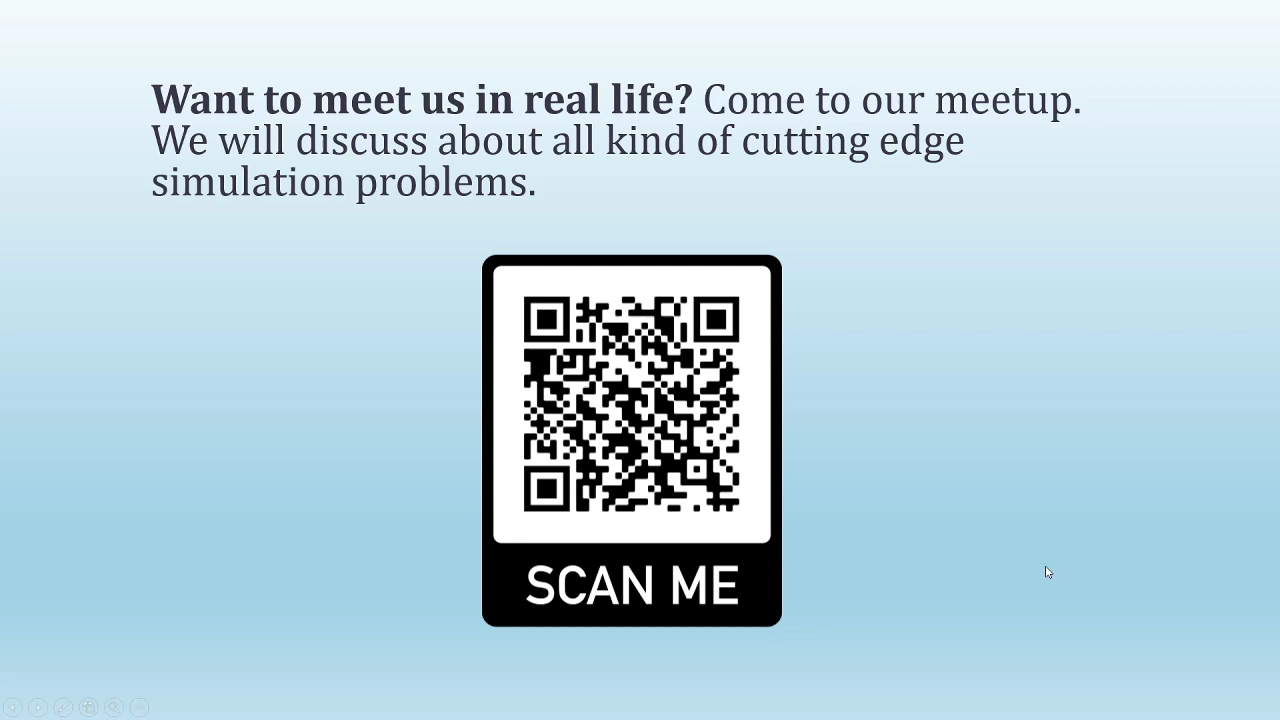 Want to meet us in real life? Come to our meetup.
We will discuss about all kind of cutting edge
simulation problems.
SCAN ME